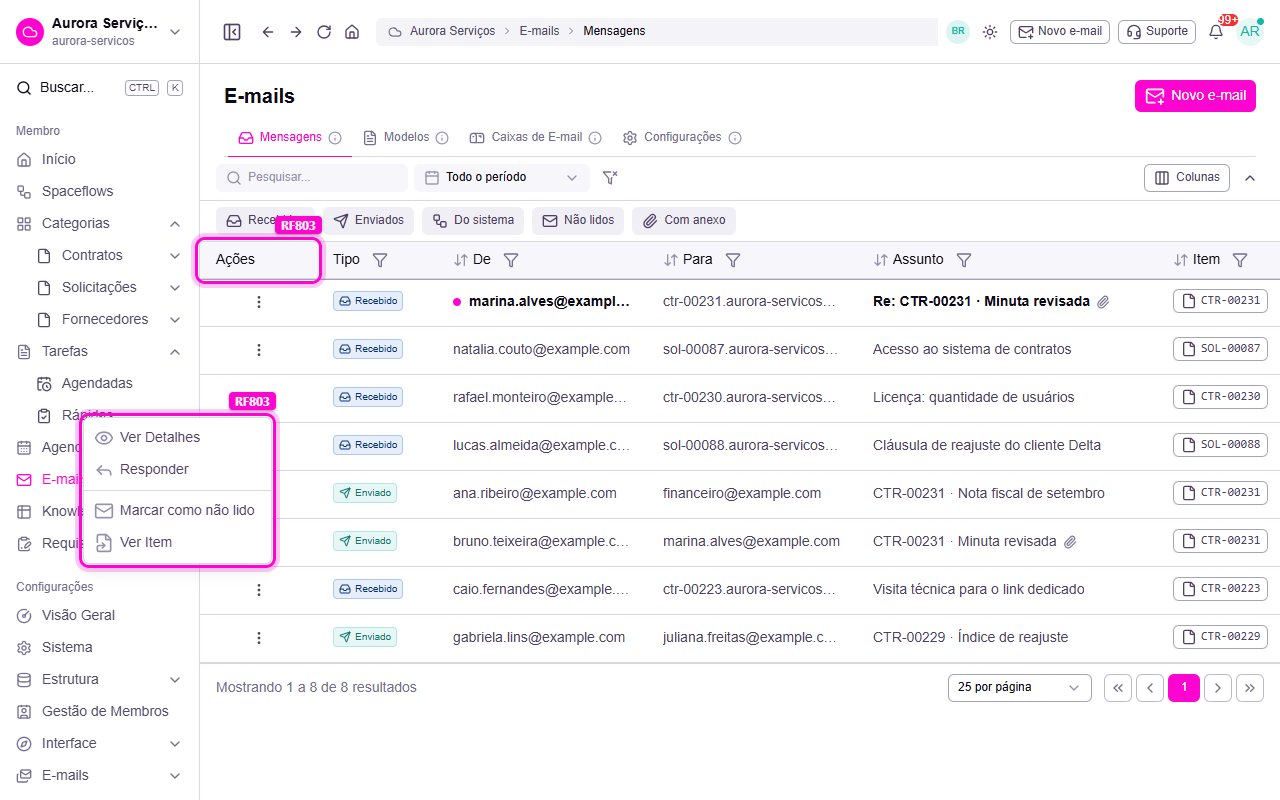 Aurora Serviç...
aurora-servicos
Aurora Serviços > E-mails > Mensagens
BR
Novo e-mail
Suporte
99+
AR
Buscar...
CTRL K
Membro
Início
Spaceflows
Categorias
Contratos
Solicitações
Fornecedores
Tarefas
Agendadas
E-mails
Novo e-mail
Mensagens
Modelos
Caixas de E-mail
Configurações
Pesquisar...
Todo o período
Colunas
Enviados
Do sistema
Não lidos
Com anexo
RF803
Ações
Tipo
De
Para
Assunto
Item
Recebido
marina.alves@exampl...
ctr-00231.aurora-servicos...
Re: CTR-00231 · Minuta revisada
CTR-00231
Recebido
natalia.couto@example.com
sol-00087.aurora-servicos...
Acesso ao sistema de contratos
SOL-00087
Recebido
rafael.monteiro@example...
ctr-00230.aurora-servicos...
Licença: quantidade de usuários
CTR-00230
Recebido
lucas.almeida@example.c...
sol-00088.aurora-servicos...
Cláusula de reajuste do cliente Delta
SOL-00088
Enviado
ana.ribeiro@example.com
financeiro@example.com
CTR-00231 · Nota fiscal de setembro
CTR-00231
Enviado
bruno.teixeira@example.c...
marina.alves@example.com
CTR-00231 · Minuta revisada
CTR-00231
Recebido
caio.fernandes@example....
ctr-00223.aurora-servicos...
Visita técnica para o link dedicado
CTR-00223
Enviado
gabriela.lins@example.com
juliana.freitas@example.c...
CTR-00229 · Índice de reajuste
CTR-00229
RF803
Ver Detalhes
Responder
Marcar como não lido
Ver Item
Configurações
Visão Geral
Sistema
Estrutura
Gestão de Membros
Interface
E-mails
Mostrando 1 a 8 de 8 resultados
25 por página
1